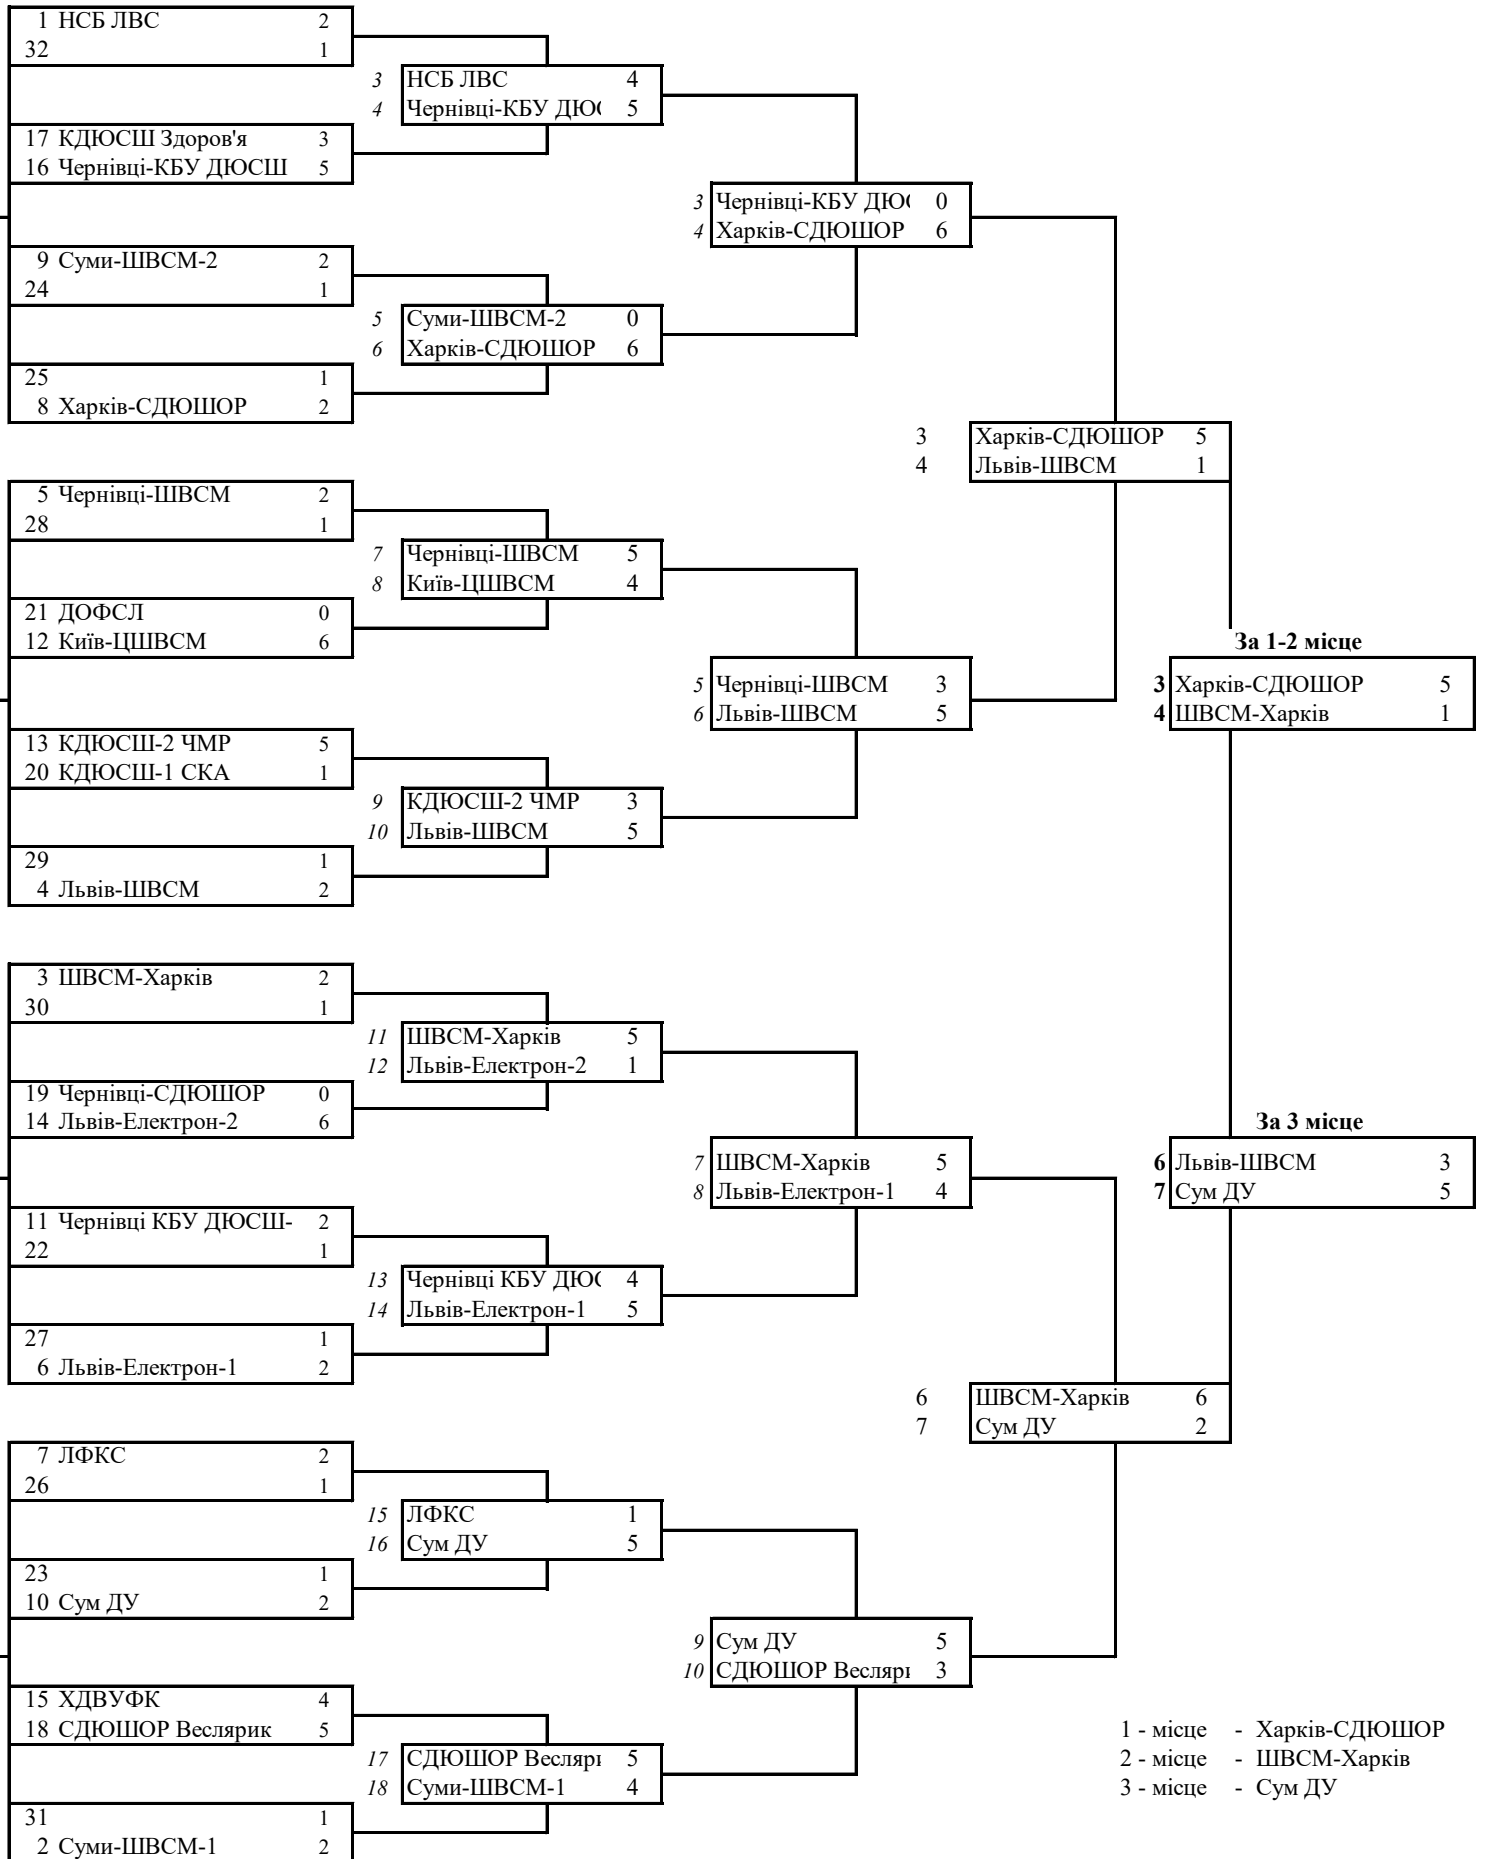 1 НСБ ЛВС 2
32 1
3 НСБ ЛВС 4
4 Чернівці-КБУ ДЮС 5
17 КДЮСШ Здоров'я 3
16 Чернівці-КБУ ДЮСШ 5
3 Чернівці-КБУ ДЮС 0
4 Харків-СДЮШОР 6
9 Суми-ШВСМ-2 2
24 1
5 Суми-ШВСМ-2 0
6 Харків-СДЮШОР 6
25 1
8 Харків-СДЮШОР 2
3 Харків-СДЮШОР 5
4 Львів-ШВСМ 1
5 Чернівці-ШВСМ 2
28 1
7 Чернівці-ШВСМ 5
8 Київ-ЦШВСМ 4
21 ДОФСЛ 0
12 Київ-ЦШВСМ 6
За 1-2 місце
5 Чернівці-ШВСМ 3
6 Львів-ШВСМ 5
3 Харків-СДЮШОР 5
4 ШВСМ-Харків 1
13 КДЮСШ-2 ЧМР 5
20 КДЮСШ-1 СКА 1
9 КДЮСШ-2 ЧМР 3
10 Львів-ШВСМ 5
29 1
4 Львів-ШВСМ 2
3 ШВСМ-Харків 2
30 1
11 ШВСМ-Харків 5
12 Львів-Електрон-2 1
19 Чернівці-СДЮШОР 0
14 Львів-Електрон-2 6
За 3 місце
7 ШВСМ-Харків 5
8 Львів-Електрон-1 4
6 Львів-ШВСМ 3
7 Сум ДУ 5
11 Чернівці КБУ ДЮСШ- 2
22 1
13 Чернівці КБУ ДЮС 4
14 Львів-Електрон-1 5
27 1
6 Львів-Електрон-1 2
6 ШВСМ-Харків 6
7 Сум ДУ 2
7 ЛФКС 2
26 1
15 ЛФКС 1
16 Сум ДУ 5
23 1
10 Сум ДУ 2
9 Сум ДУ 5
10 СДЮШОР Весляри 3
15 ХДВУФК 4
18 СДЮШОР Веслярик 5
17 СДЮШОР Весляри 5
18 Суми-ШВСМ-1 4
31 1
2 Суми-ШВСМ-1 2
1 - місце - Харків-СДЮШОР
2 - місце - ШВСМ-Харків
3 - місце - Сум ДУ